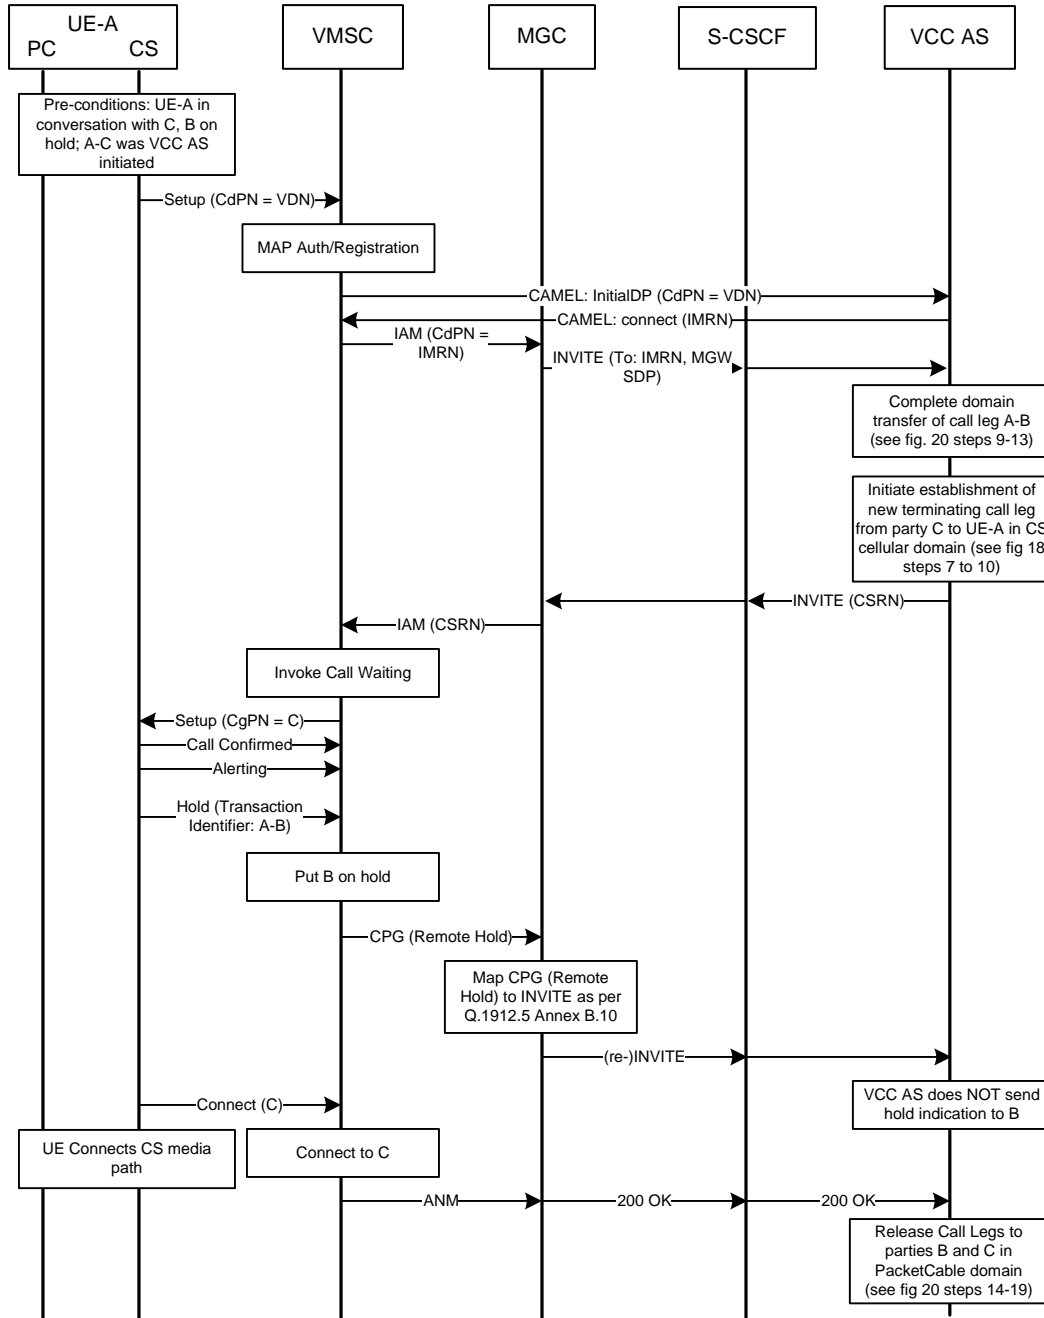 UE-A
PC CS
VMSC
MGC
S-CSCF
VCC AS
Pre-conditions: UE-A in
conversation with C, B on
hold; A-C was VCC AS
initiated
Setup (CdPN = VDN)
MAP Auth/Registration
CAMEL: InitialDP (CdPN = VDN)
CAMEL: connect (IMRN)
IAM (CdPN =
IMRN)
INVITE (To: IMRN, MGW
SDP)
Complete domain
transfer of call leg A-B
(see fig. 20 steps 9-13)
Initiate establishment of
new terminating call leg
from party C to UE-A in CS
cellular domain (see fig 18
steps 7 to 10)
INVITE (CSRN)
IAM (CSRN)
Invoke Call Waiting
Setup (CgPN = C)
Call Confirmed
Alerting
Hold (Transaction
Identifier: A-B)
Put B on hold
CPG (Remote Hold)
Map CPG (Remote
Hold) to INVITE as per
Q.1912.5 Annex B.10
(re-)INVITE
VCC AS does NOT send
hold indication to B
Connect (C)
UE Connects CS media
path
Connect to C
ANM
200 OK
200 OK
Release Call Legs to
parties B and C in
PacketCable domain
(see fig 20 steps 14-19)